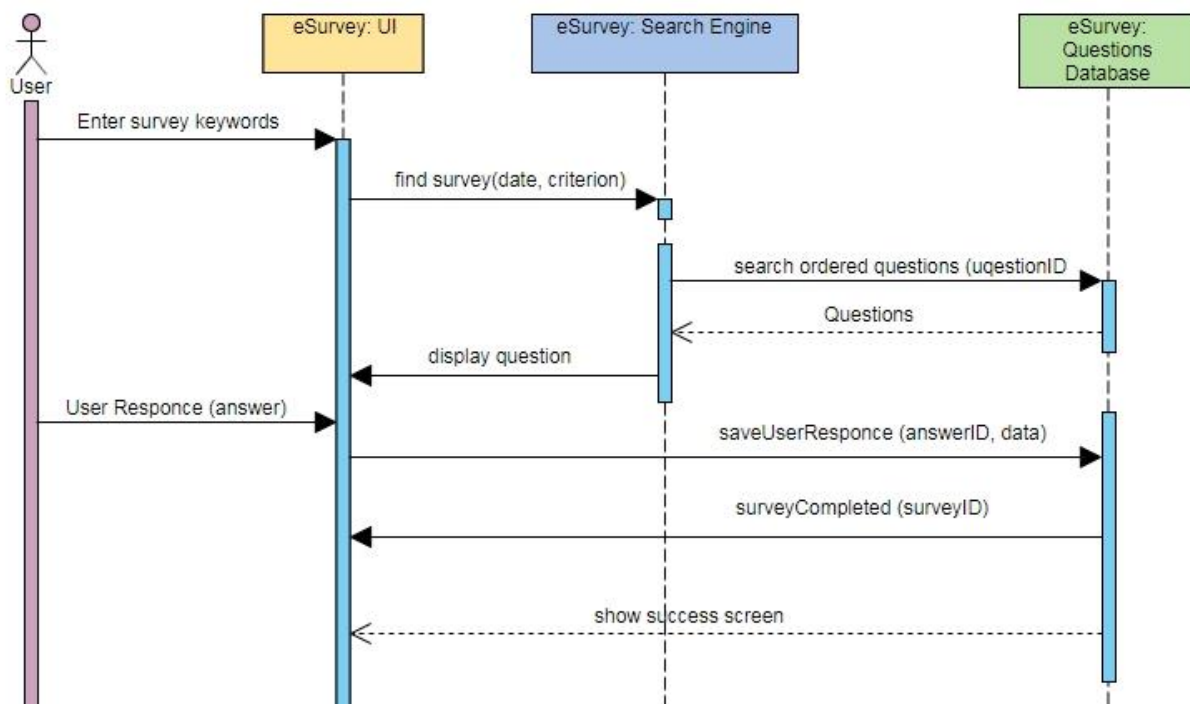 eSurvey: UI
eSurvey: Search Engine
eSurvey:
Questions
Database
User
Enter survey keywords
find survey(date, criterion)
search ordered questions (uqestionID
Questions
display question
User Responce (answer)
saveUserResponce (answerID, data)
surveyCompleted (surveyID)
show success screen